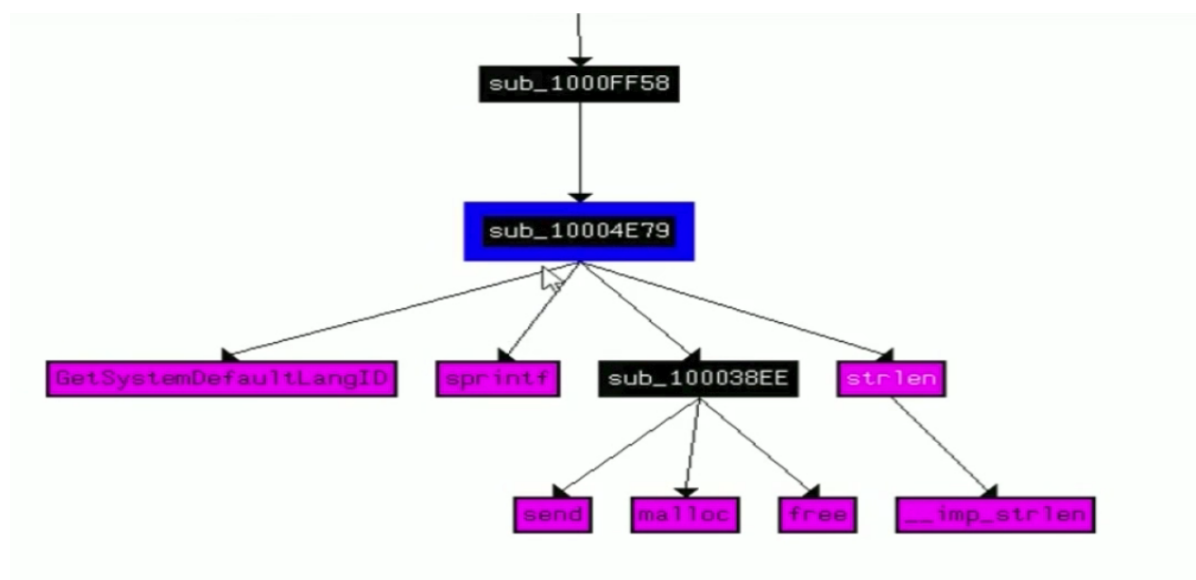 sub_1000FF58
sub_10004E79
GetSystemDefaultLangID
sprintf
sub_100038EE
strlen
send
malloc
free
__imp_strlen